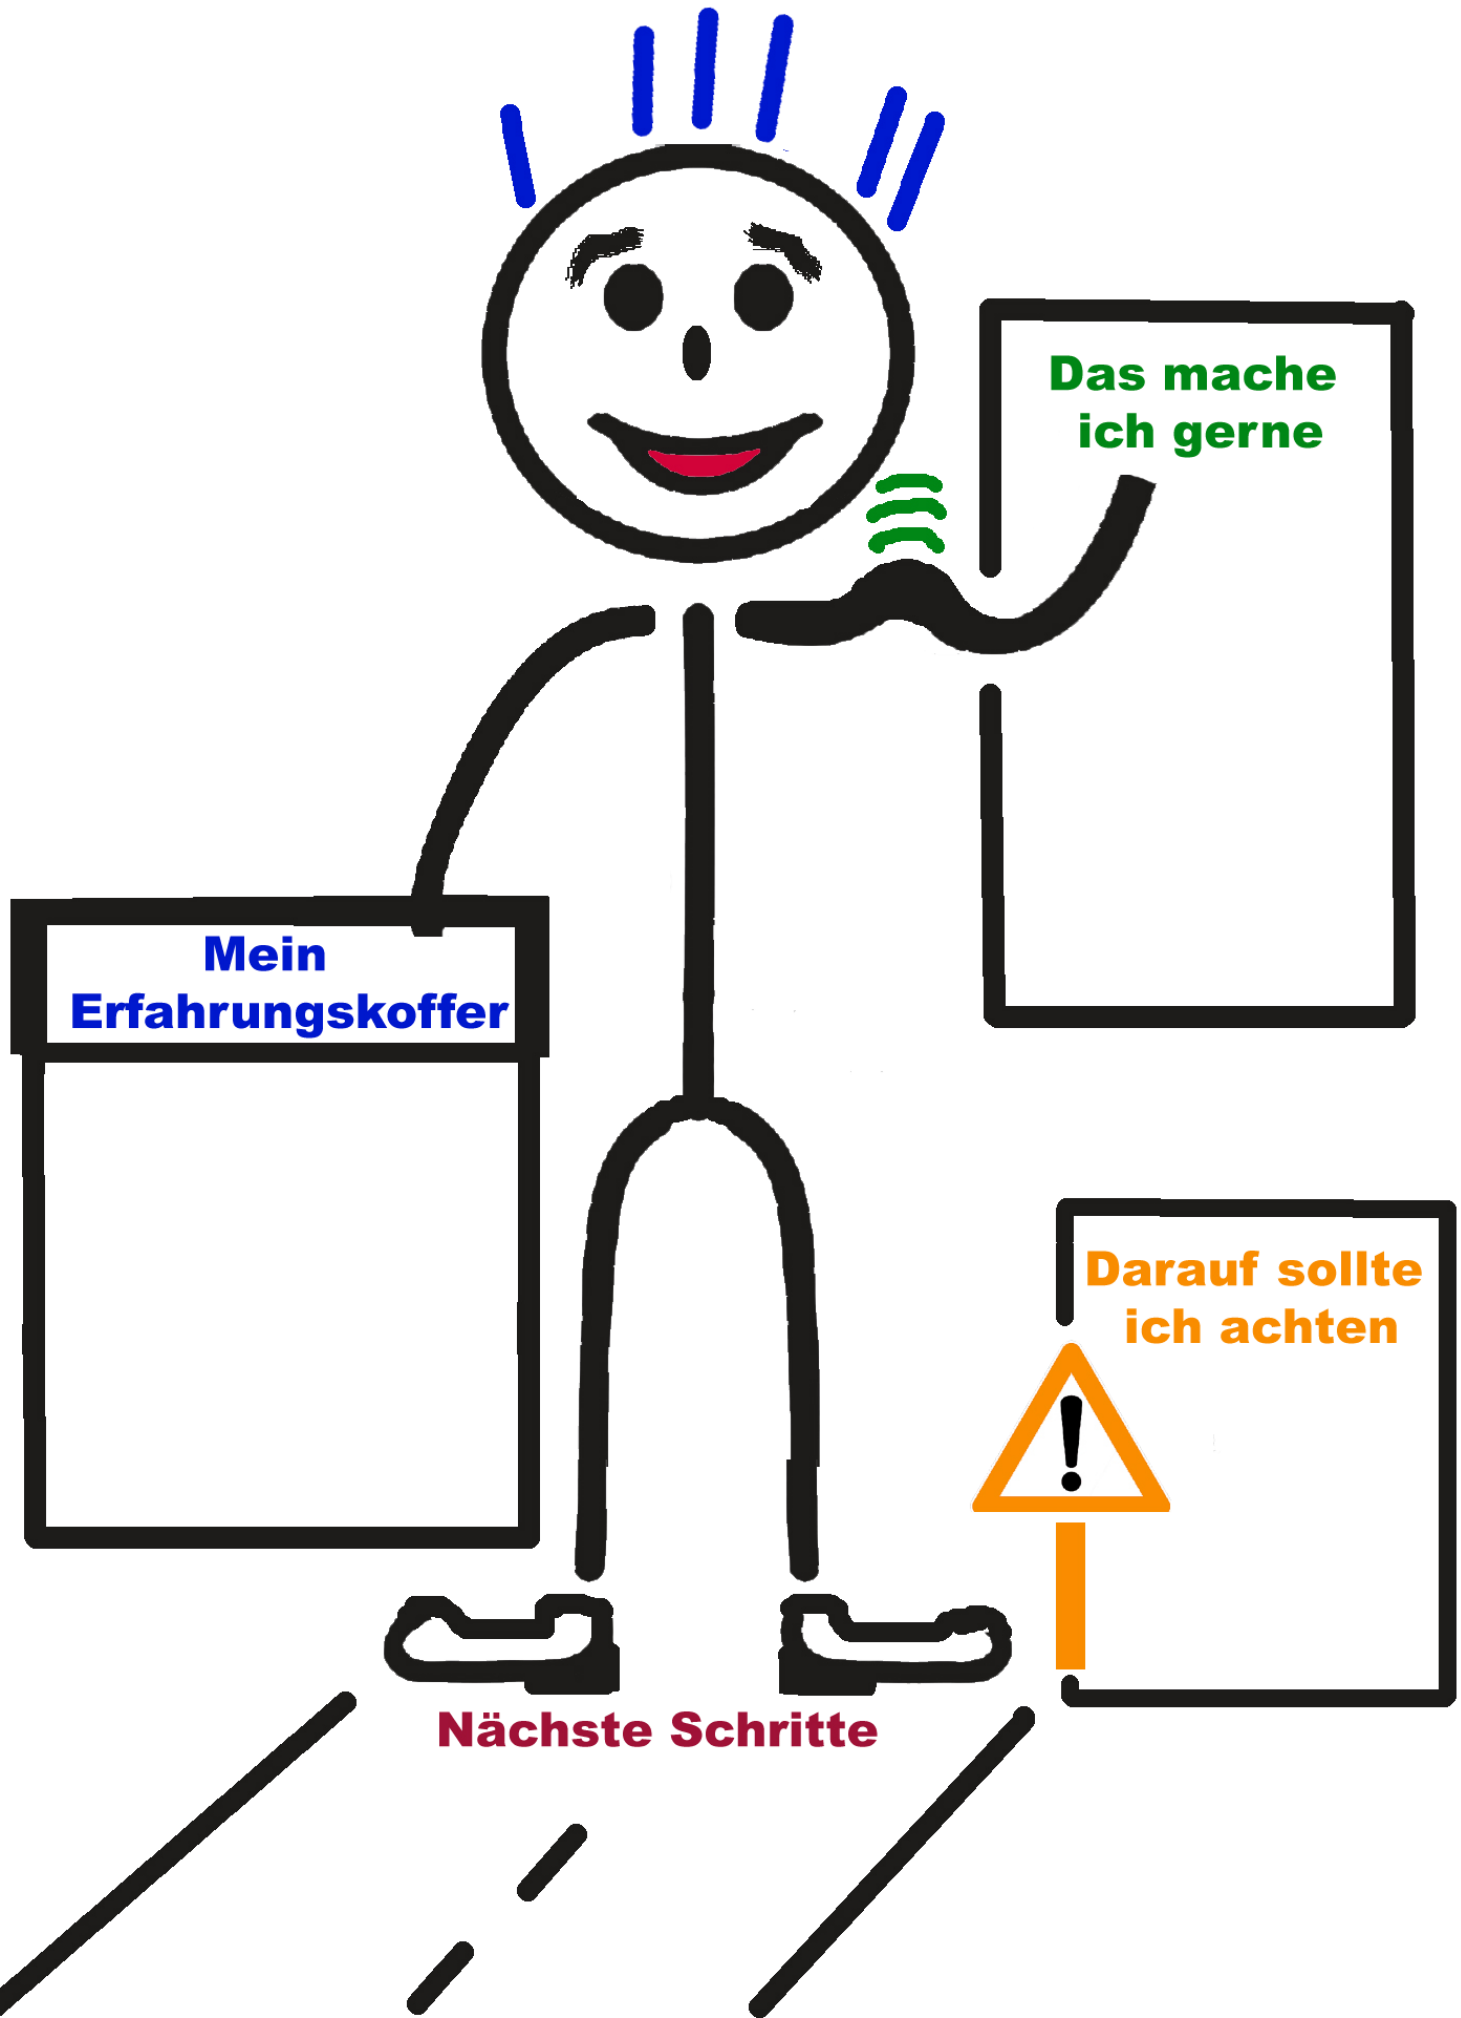 Das mache
ich gerne
Mein
Erfahrungskoffer
Darauf sollte
ich achten
!
Nächste Schritte